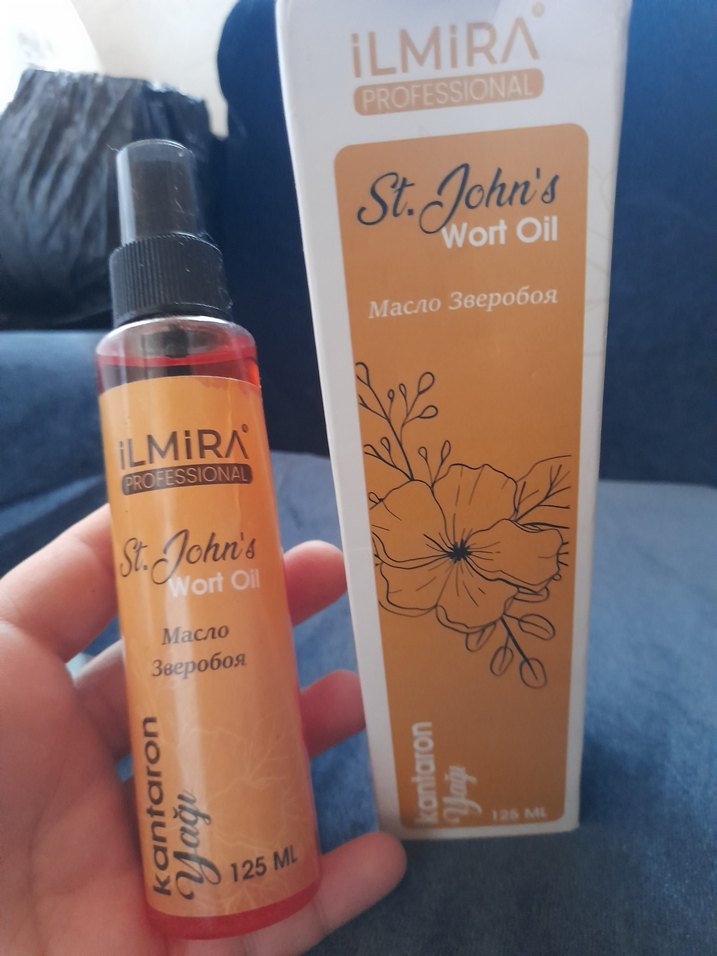 iLMiRA
PROFESSIONAL
St. John's
Wort Oil
Масло
Зверобоя
kantaron
Yağı
125 ML
iLMiRA
PROFESSIONAL
St. John's
Wort Oil
Масло Зверобоя
kantaron
Yağı
125 ML